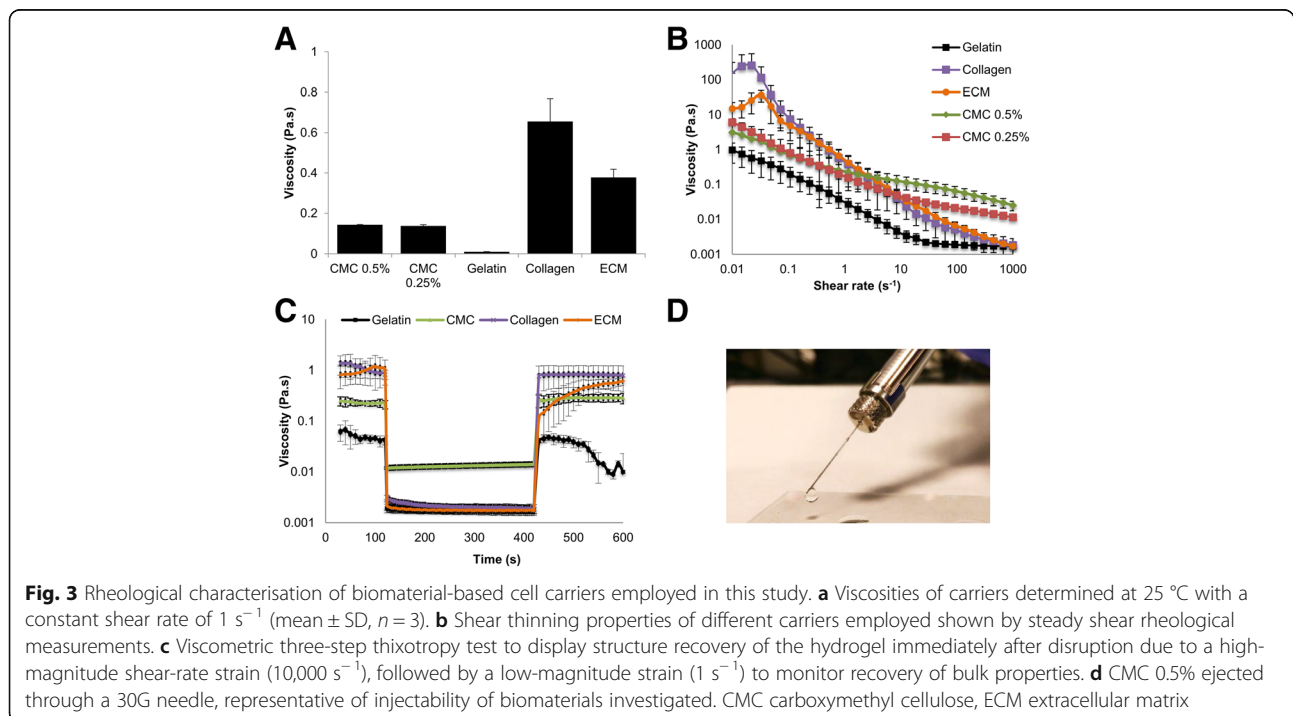 A
Viscosity (Pa.s)
1
0.8
0.6
0.4
0.2
0
CMC 0.5%
CMC 0.25%
Gelatin
Collagen
ECM
B
Viscosity (Pa.s)
1000
100
10
1
0.1
0.01
0.001
0.01 0.1 1 10 100 1000
Shear rate (s-1)
Gelatin
Collagen
ECM
CMC 0.5%
CMC 0.25%
C
Gelatin CMC Collagen ECM
Viscosity (Pa.s)
10
1
0.1
0.01
0.001
0 100 200 300 400 500 600
Time (s)
D
Fig. 3 Rheological characterisation of biomaterial-based cell carriers employed in this study. a Viscosities of carriers determined at 25 °C with a
constant shear rate of 1 s− 1 (mean ± SD, n = 3). b Shear thinning properties of different carriers employed shown by steady shear rheological
measurements. c Viscometric three-step thixotropy test to display structure recovery of the hydrogel immediately after disruption due to a high-
magnitude shear-rate strain (10,000 s− 1), followed by a low-magnitude strain (1 s− 1) to monitor recovery of bulk properties. d CMC 0.5% ejected
through a 30G needle, representative of injectability of biomaterials investigated. CMC carboxymethyl cellulose, ECM extracellular matrix